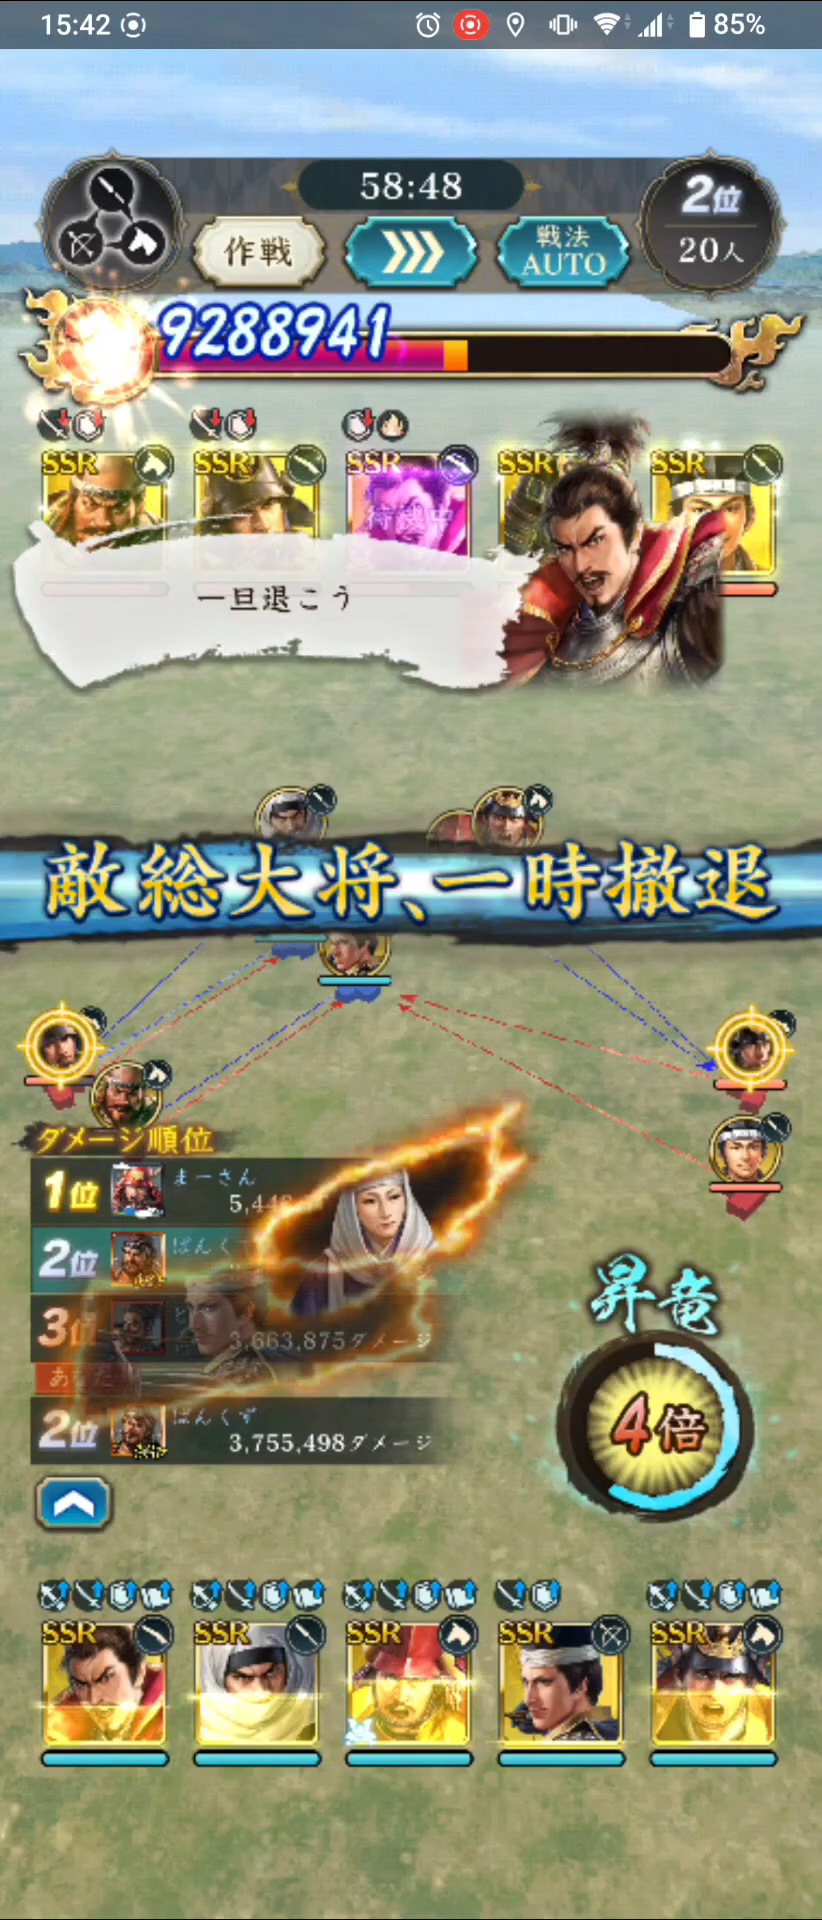 15:42
85%
58:48
2位
20人
作戦
戦法
AUTO
9288941
SSR
SSR
SSR
SSR
SSR
待機中
一旦退こう
敵総大将、一時撤退
ダメージ順位
1位
まーさん
2位
3位
3,663,875ダメージ
あなた
2位
ばんくず
3,755,498ダメージ
昇竜
4倍
SSR
SSR
SSR
SSR
SSR